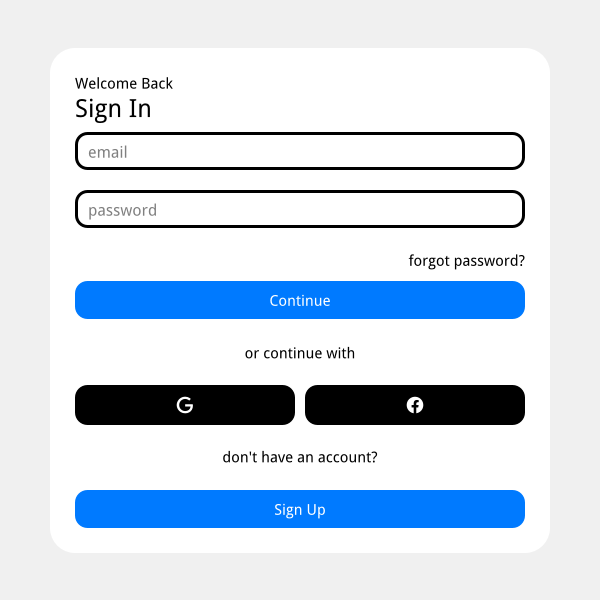 Welcome Back
Sign In
email
password
forgot password?
Continue
or continue with
G
don't have an account?
Sign Up